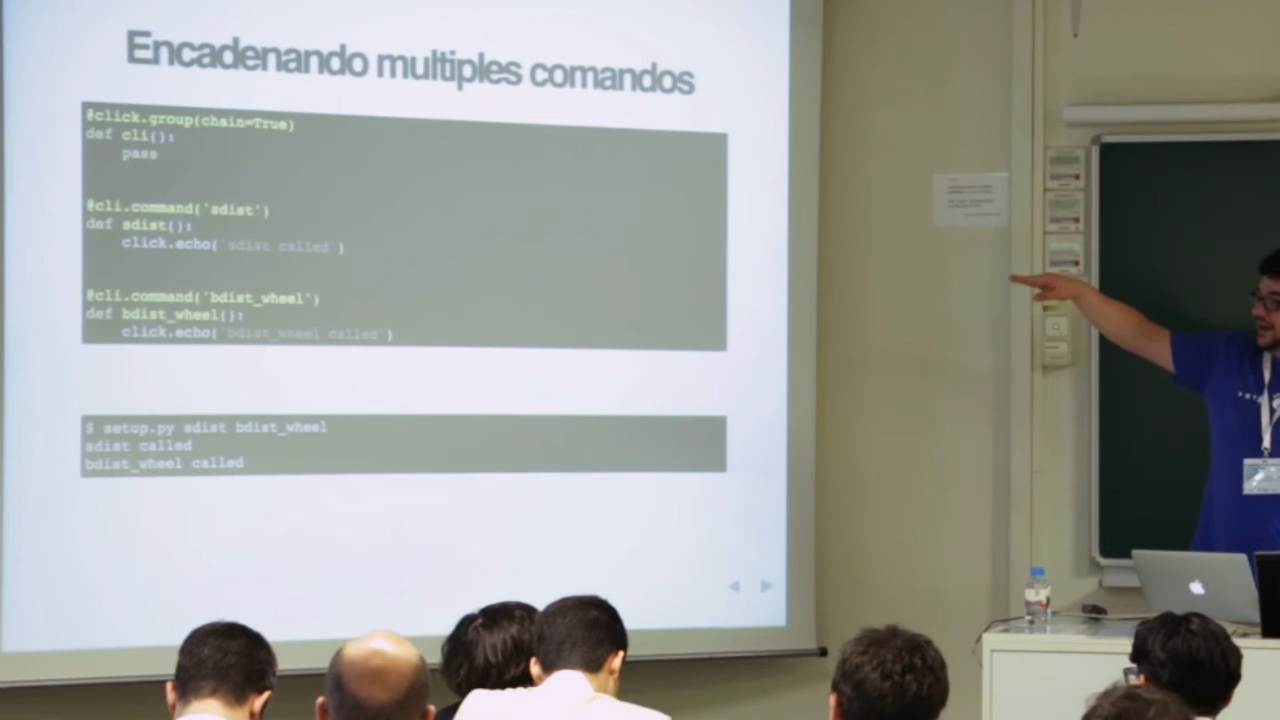 Encadenando multiples comandos
@click.group(chain=True)
def cli():
pass
@cli.command('sdist')
def sdist():
click.echo('sdist called')
@cli.command('bdist_wheel')
def bdist_wheel():
click.echo('bdist_wheel called')
$ setup.py sdist bdist_wheel
sdist called
bdist_wheel called